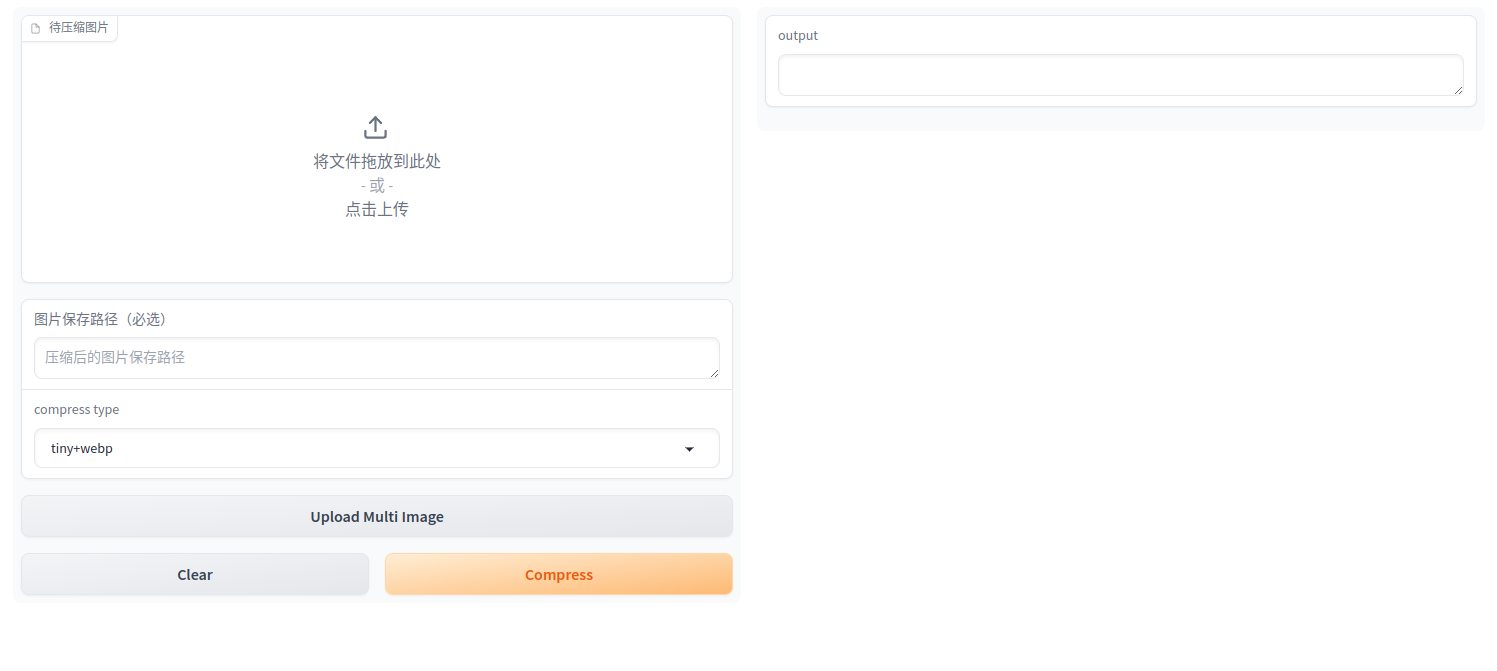 待压缩图片
将文件拖放到此处
- 或 -
点击上传
图片保存路径（必选）
压缩后的图片保存路径
compress type
tiny+webp
Upload Multi Image
Clear
Compress
output